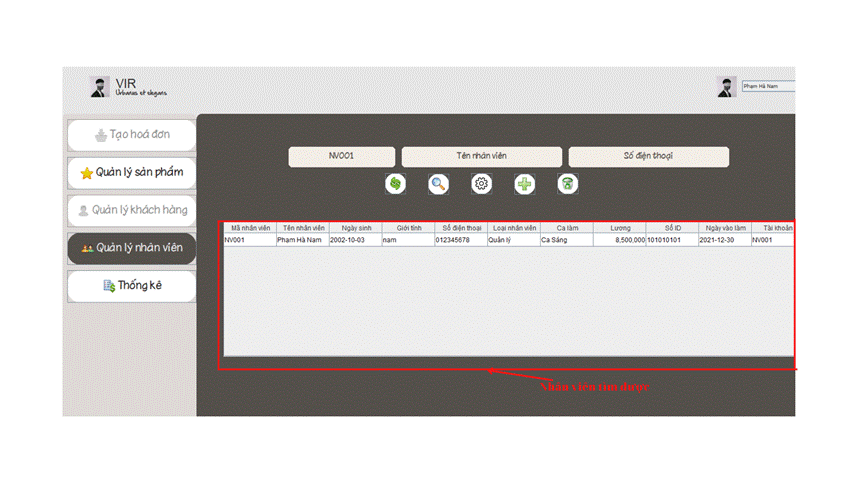 VIR
Urbanus et elegans
Phạm Hà Nam
Tạo hoá đơn
Quản lý sản phẩm
Quản lý khách hàng
Quản lý nhân viên
Thống kê
NV001 Tên nhân viên Số điện thoại
Mã nhân viên Tên nhân viên Ngày sinh Giới tính Số điện thoại Loại nhân viên Ca làm Lương Số ID Ngày vào làm Tài khoản
NV001 Phạm Hà Nam 2002-10-03 nam 012345678 Quản lý Ca Sáng 8,500,000 101010101 2021-12-30 NV001
Nhân viên tìm được